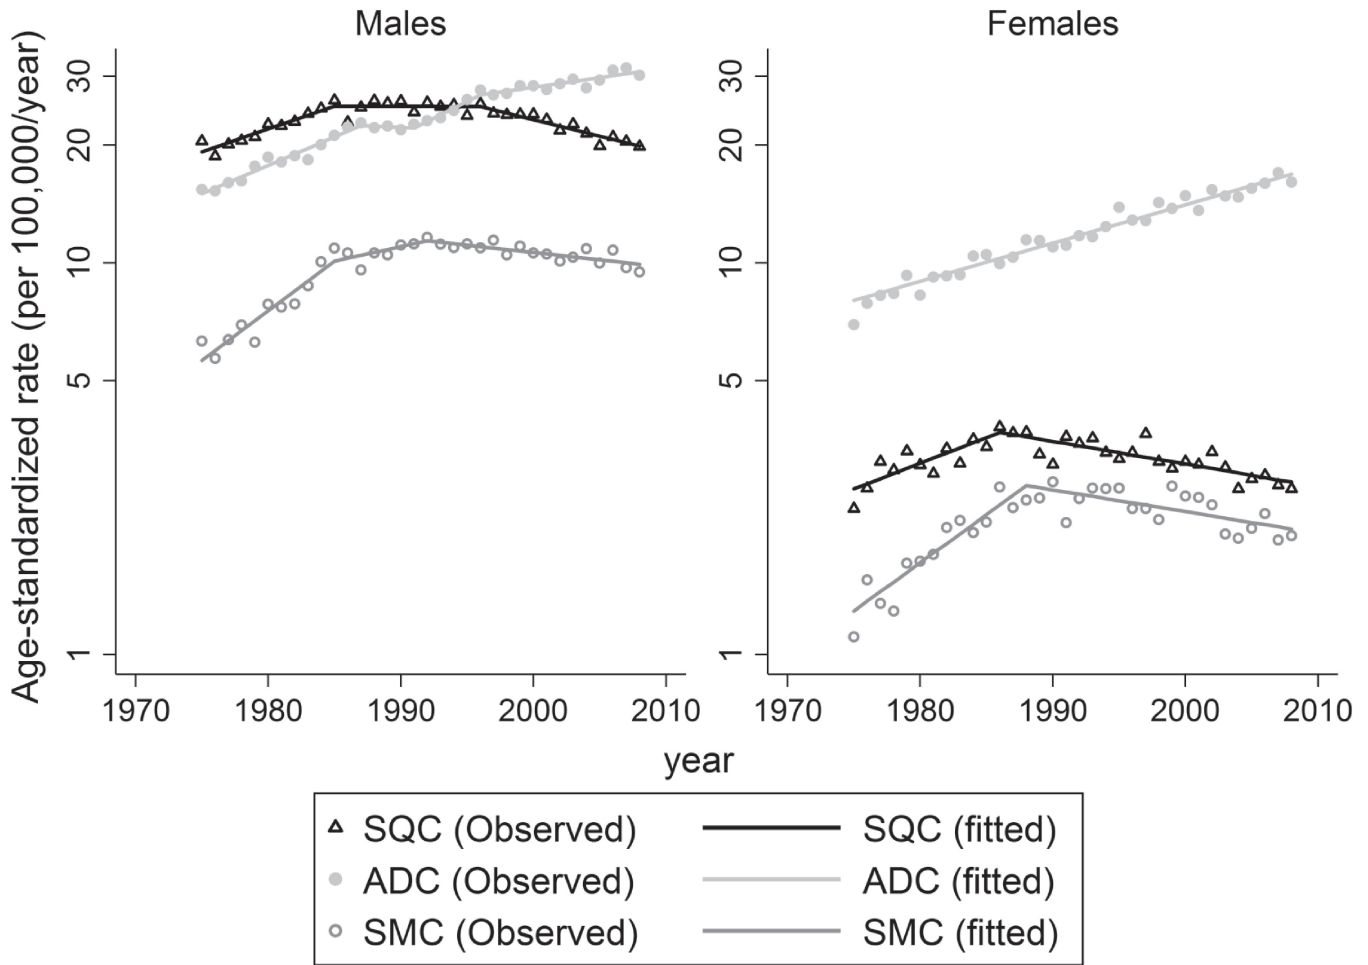 Males
Females
Age-standardized rate (per 100,000/year)
30
20
10
5
1
1970 1980 1990 2000 2010
30
20
10
5
1
1970 1980 1990 2000 2010
year
SQC (Observed) SQC (fitted)
ADC (Observed) ADC (fitted)
SMC (Observed) SMC (fitted)